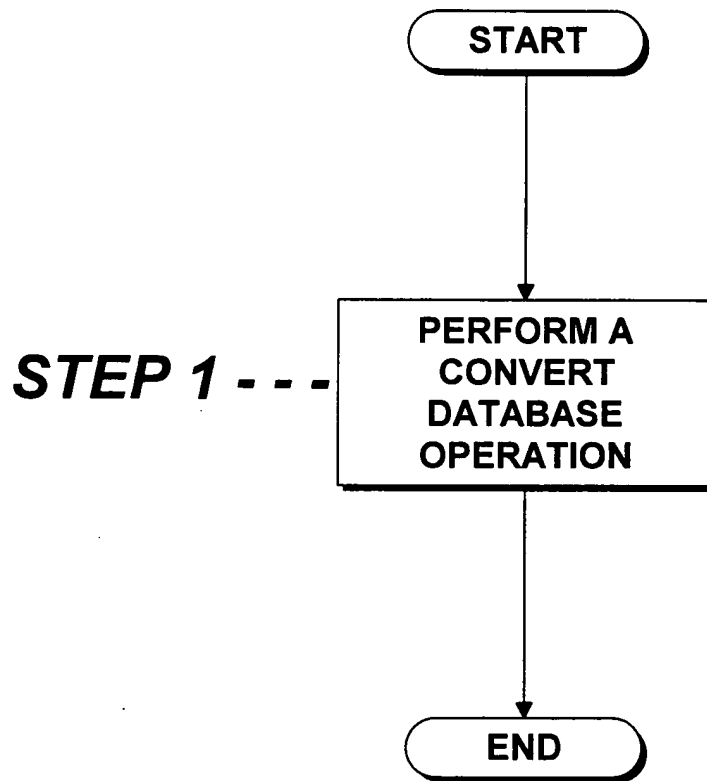 START
STEP 1 - - -
PERFORM A
CONVERT
DATABASE
OPERATION
END